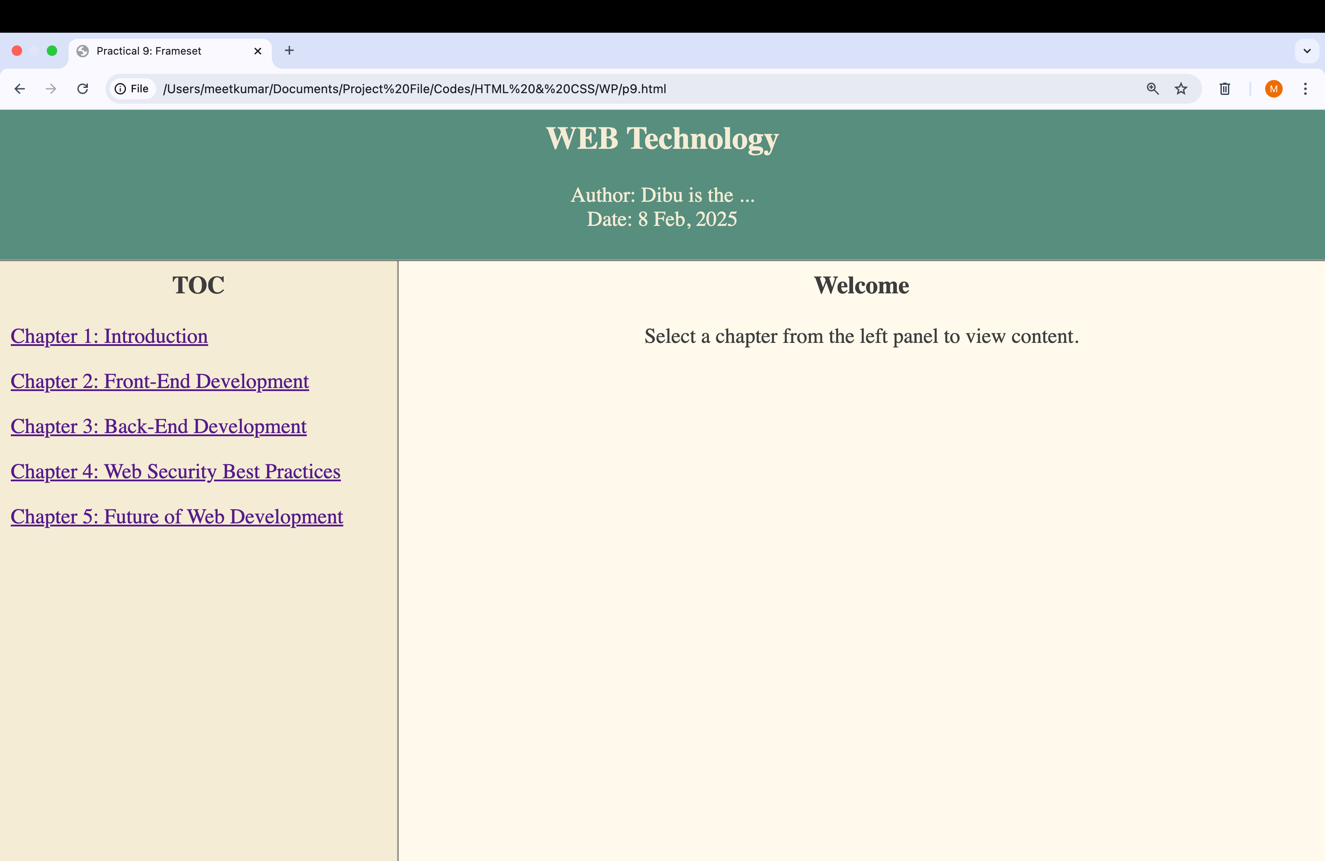 Practical 9: Frameset
File /Users/meetkumar/Documents/Project%20File/Codes/HTML%20&%20CSS/WP/p9.html
M
WEB Technology
Author: Dibu is the ...
Date: 8 Feb, 2025
TOC
Chapter 1: Introduction
Chapter 2: Front-End Development
Chapter 3: Back-End Development
Chapter 4: Web Security Best Practices
Chapter 5: Future of Web Development
Welcome
Select a chapter from the left panel to view content.